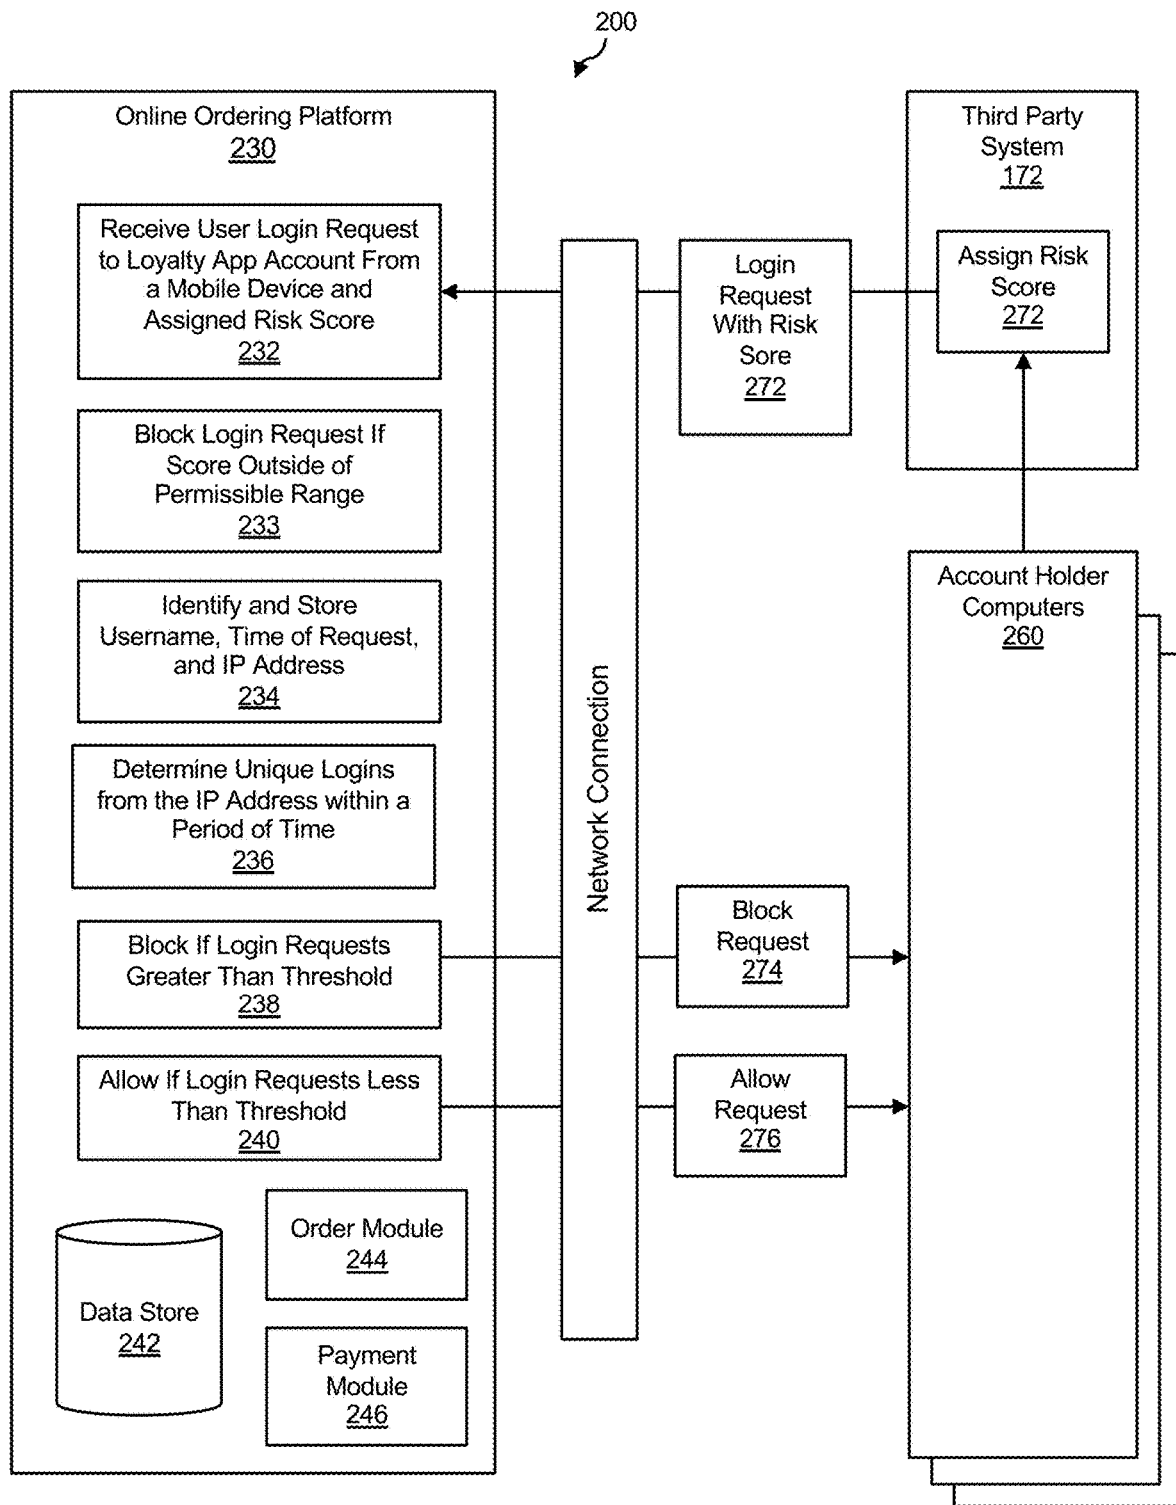 200
Online Ordering Platform
230
Receive User Login Request
to Loyalty App Account From
a Mobile Device and
Assigned Risk Score
232
Block Login Request If
Score Outside of
Permissible Range
233
Identify and Store
Username, Time of Request,
and IP Address
234
Determine Unique Logins
from the IP Address within a
Period of Time
236
Block If Login Requests
Greater Than Threshold
238
Allow If Login Requests Less
Than Threshold
240
Data Store
242
Order Module
244
Payment
Module
246
Network Connection
Login
Request
With Risk
Sore
272
Block
Request
274
Allow
Request
276
Third Party
System
172
Assign Risk
Score
272
Account Holder
Computers
260